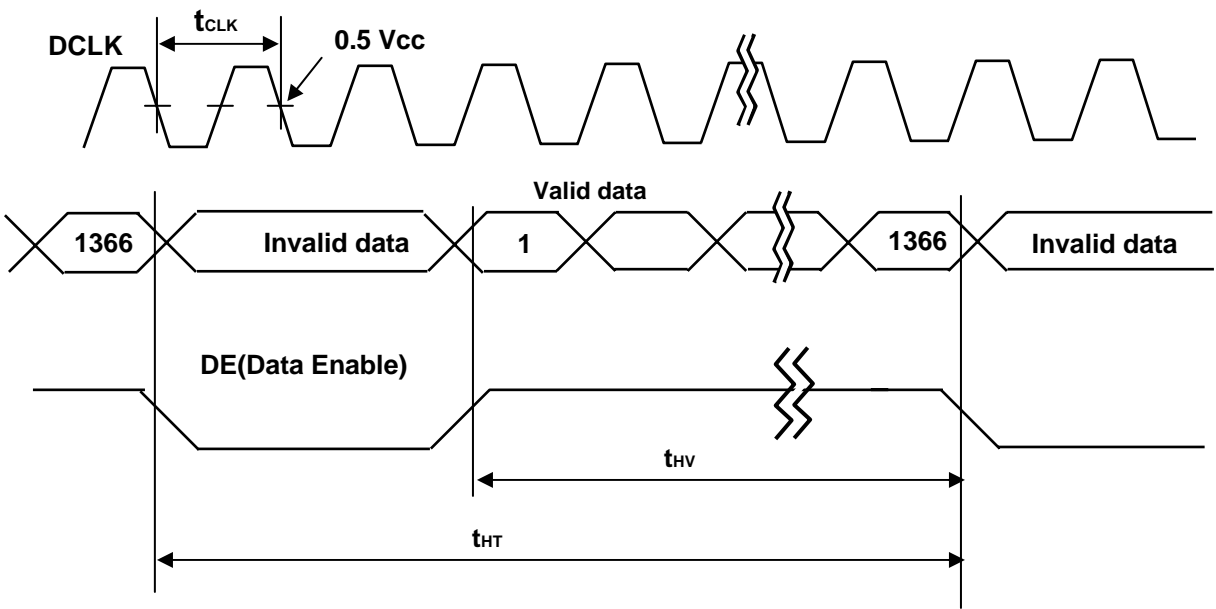 tCLK
DCLK
0.5 Vcc
Valid data
1366
Invalid data
1
1366
Invalid data
DE(Data Enable)
tHV
tHT